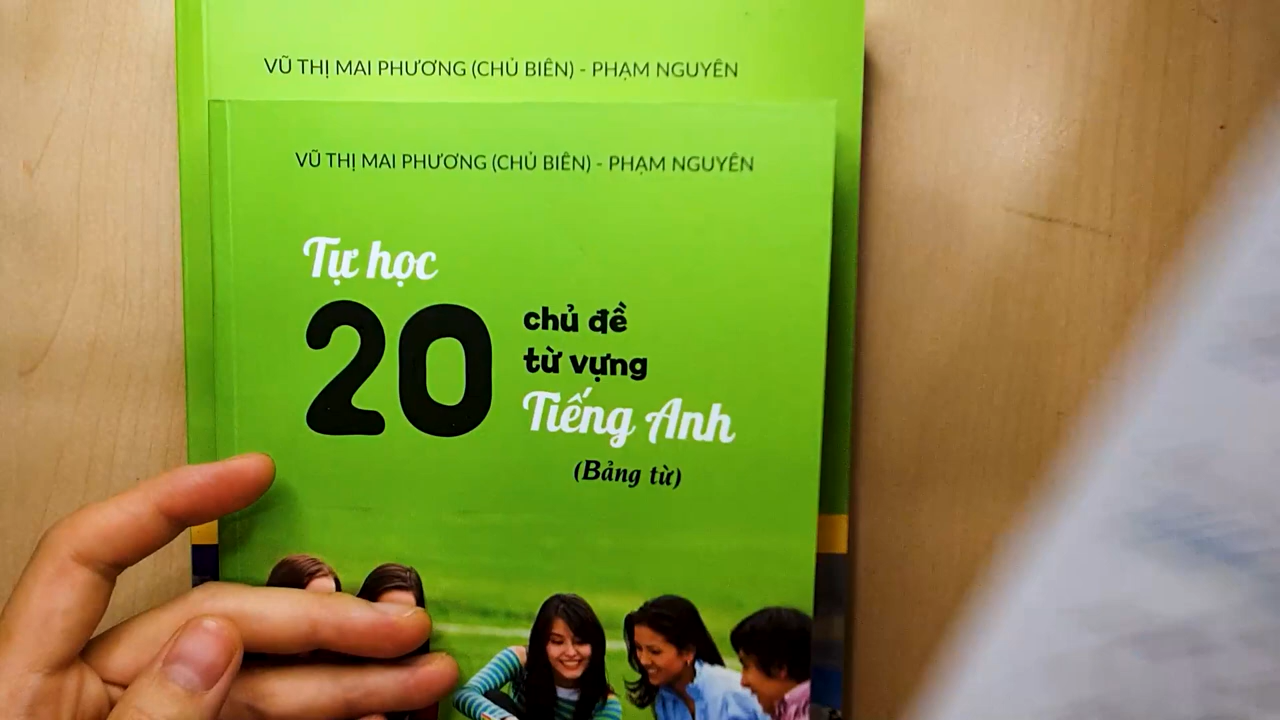 VŨ THỊ MAI PHƯƠNG (CHỦ BIÊN) - PHẠM NGUYÊN
VŨ THỊ MAI PHƯƠNG (CHỦ BIÊN) - PHẠM NGUYÊN
Tự học
20
chủ đề
từ vựng
Tiếng Anh
(Bảng từ)